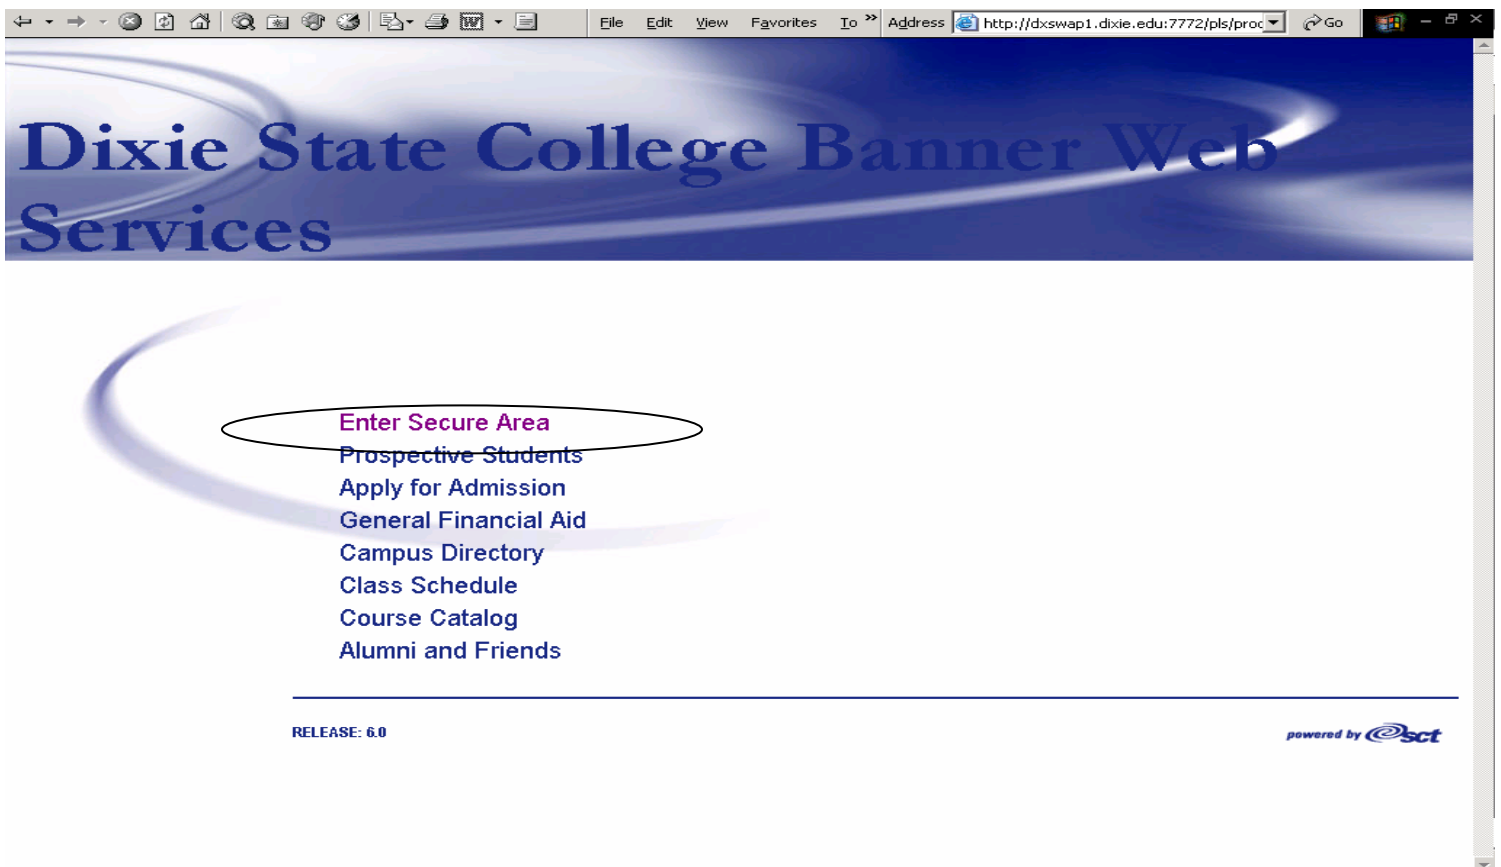 File Edit View Favorites To » Address http://dxswap1.dixie.edu:7772/pls/proc Go
Dixie State College Banner Web
Services
Enter Secure Area
Prospective Students
Apply for Admission
General Financial Aid
Campus Directory
Class Schedule
Course Catalog
Alumni and Friends
RELEASE: 6.0
powered by sct